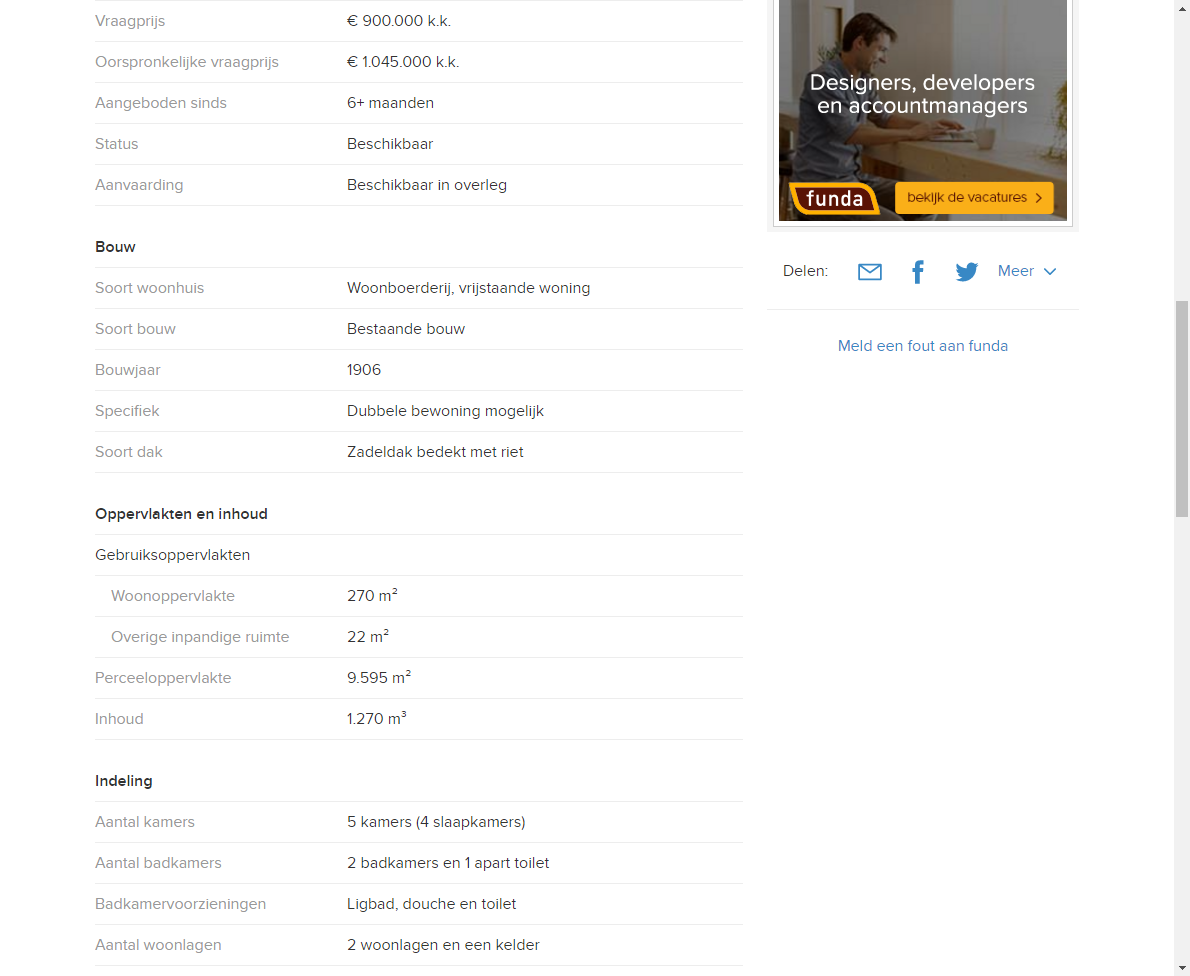 Vraagprijs € 900.000 k.k.
Oorspronkelijke vraagprijs € 1.045.000 k.k.
Aangeboden sinds 6+ maanden
Status Beschikbaar
Aanvaarding Beschikbaar in overleg
Bouw
Soort woonhuis Woonboerderij, vrijstaande woning
Soort bouw Bestaande bouw
Bouwjaar 1906
Specifiek Dubbele bewoning mogelijk
Soort dak Zadeldak bedekt met riet
Oppervlakten en inhoud
Gebruiksoppervlakten
Woonoppervlakte 270 m²
Overige inpandige ruimte 22 m²
Perceeloppervlakte 9.595 m²
Inhoud 1.270 m³
Indeling
Aantal kamers 5 kamers (4 slaapkamers)
Aantal badkamers 2 badkamers en 1 apart toilet
Badkamervoorzieningen Ligbad, douche en toilet
Aantal woonlagen 2 woonlagen en een kelder
Designers, developers
en accountmanagers
funda bekijk de vacatures
Delen: Meer
Meld een fout aan funda